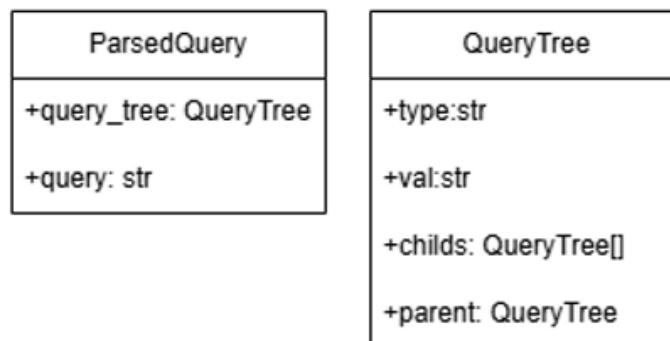 ParsedQuery
+query_tree: QueryTree
+query: str
QueryTree
+type:str
+val:str
+childs: QueryTree[]
+parent: QueryTree